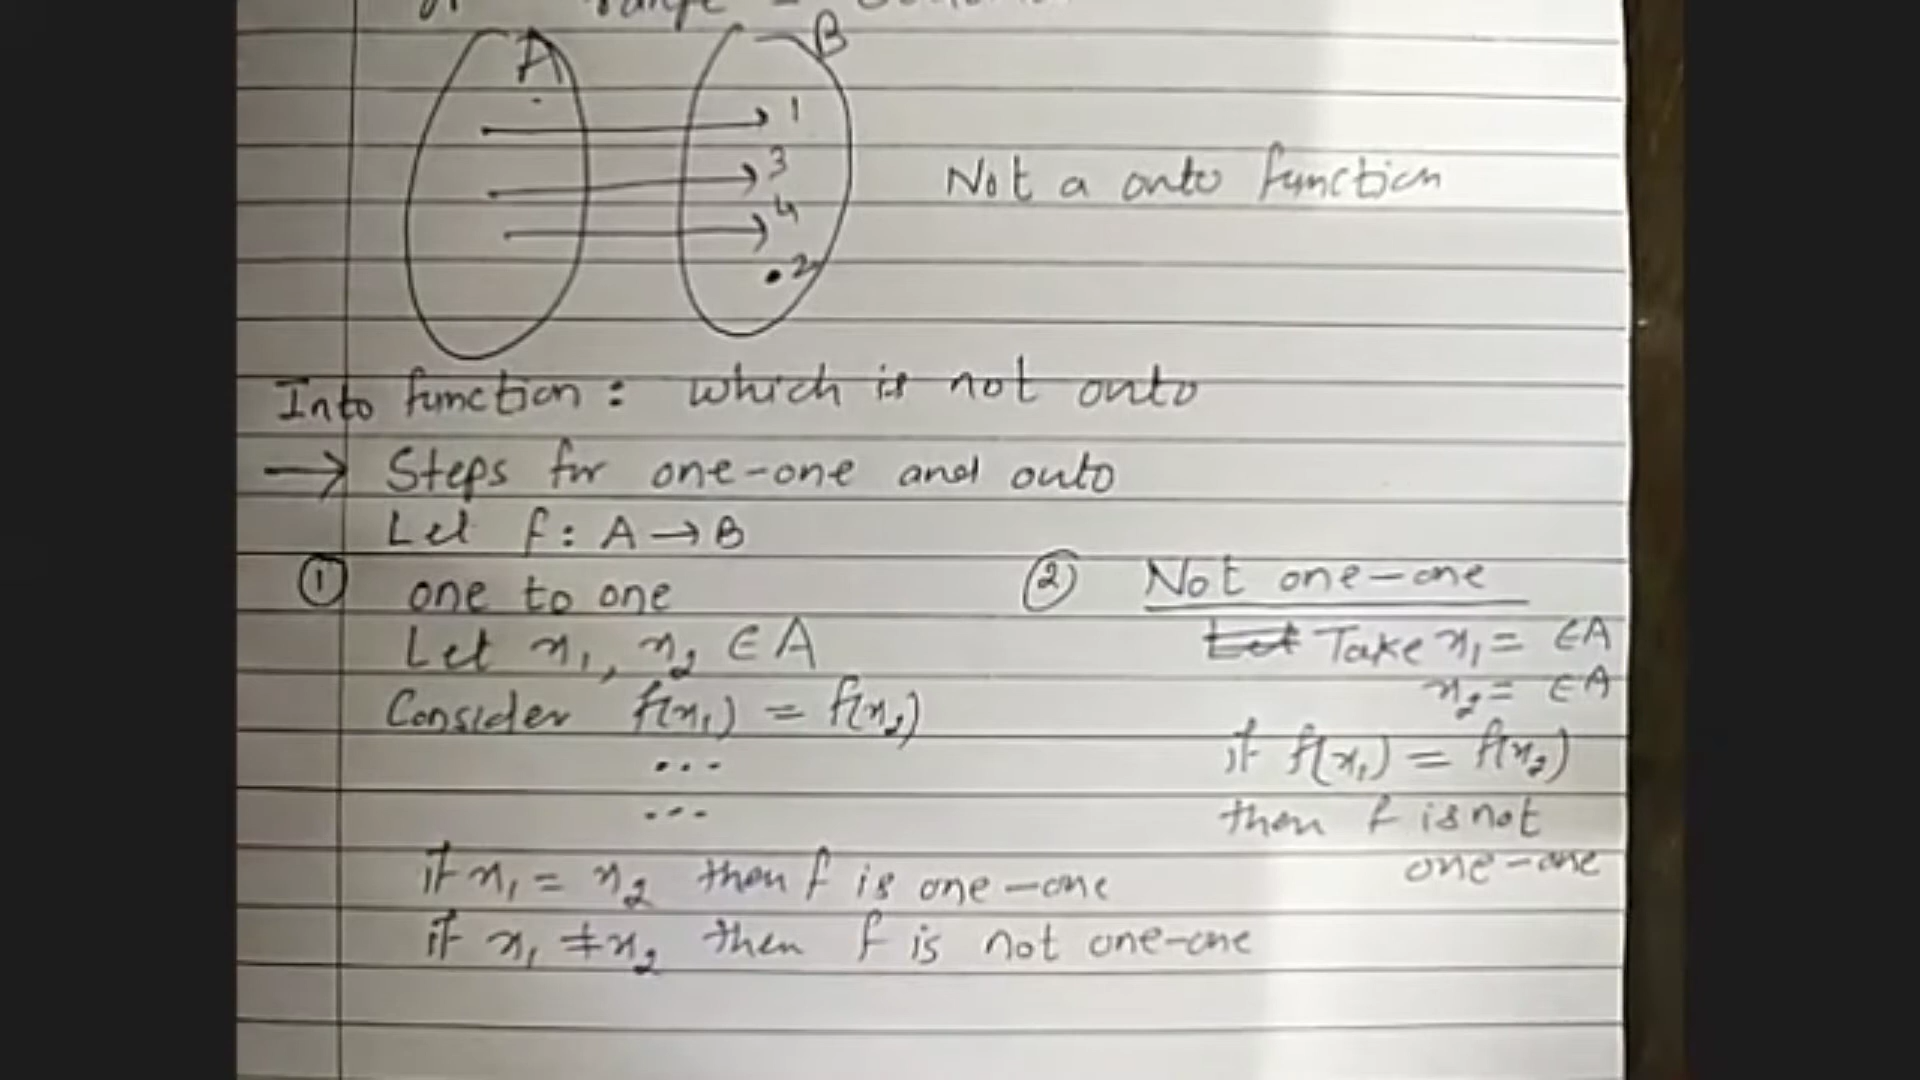 range =
A
B
1
3
4
2
Not a onto function
Into function : which is not onto
→ Steps for one-one and onto
Let f : A → B
① one to one
Let x₁, x₂ ∈ A
Consider f(x₁) = f(x₂)
...
...
if x₁ = x₂ then f is one-one
if x₁ ≠ x₂ then f is not one-one
② Not one-one
Let Take x₁ = ∈ A
x₂ = ∈ A
if f(x₁) = f(x₂)
then f is not
one-one